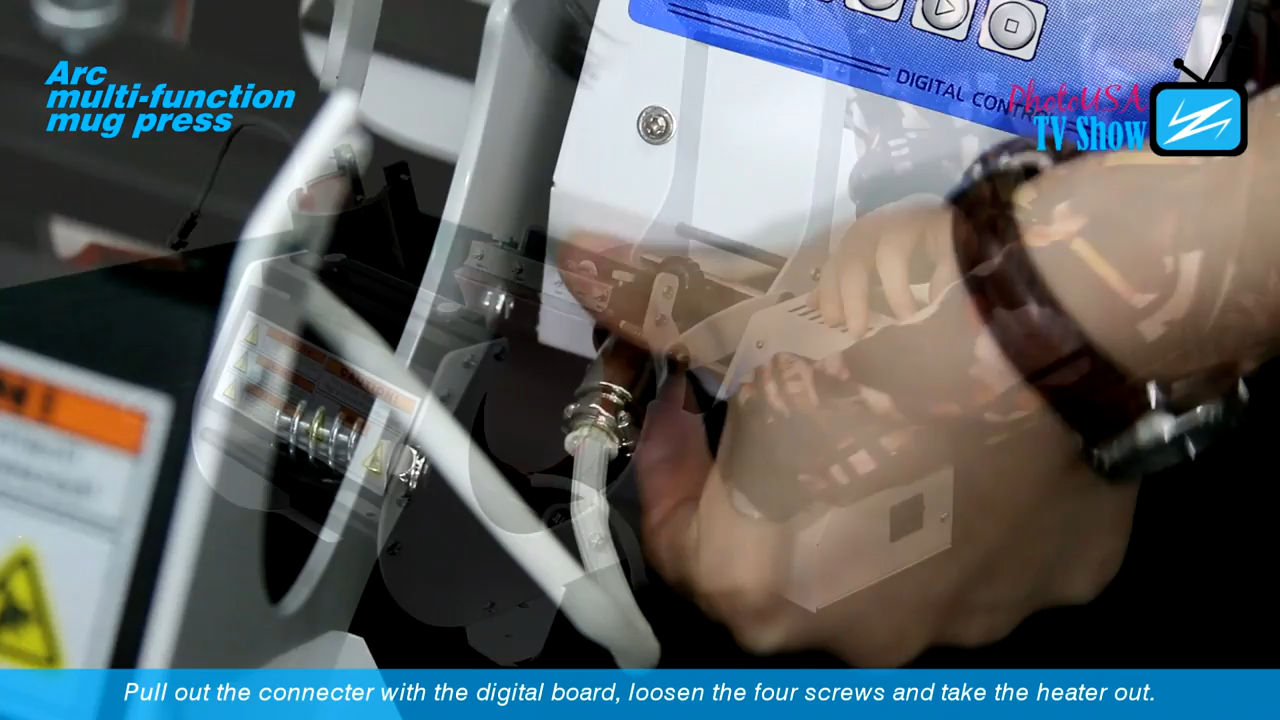 Arc
multi-function
mug press
DIGITAL CONTR
PhotoUSA
TV Show
Pull out the connecter with the digital board, loosen the four screws and take the heater out.